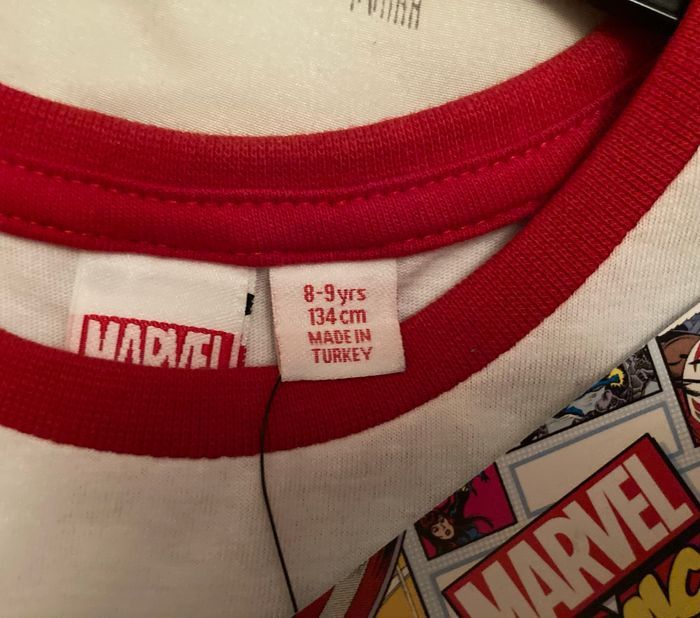 MARVEL
8-9 yrs
134 cm
MADE IN
TURKEY
MARVEL